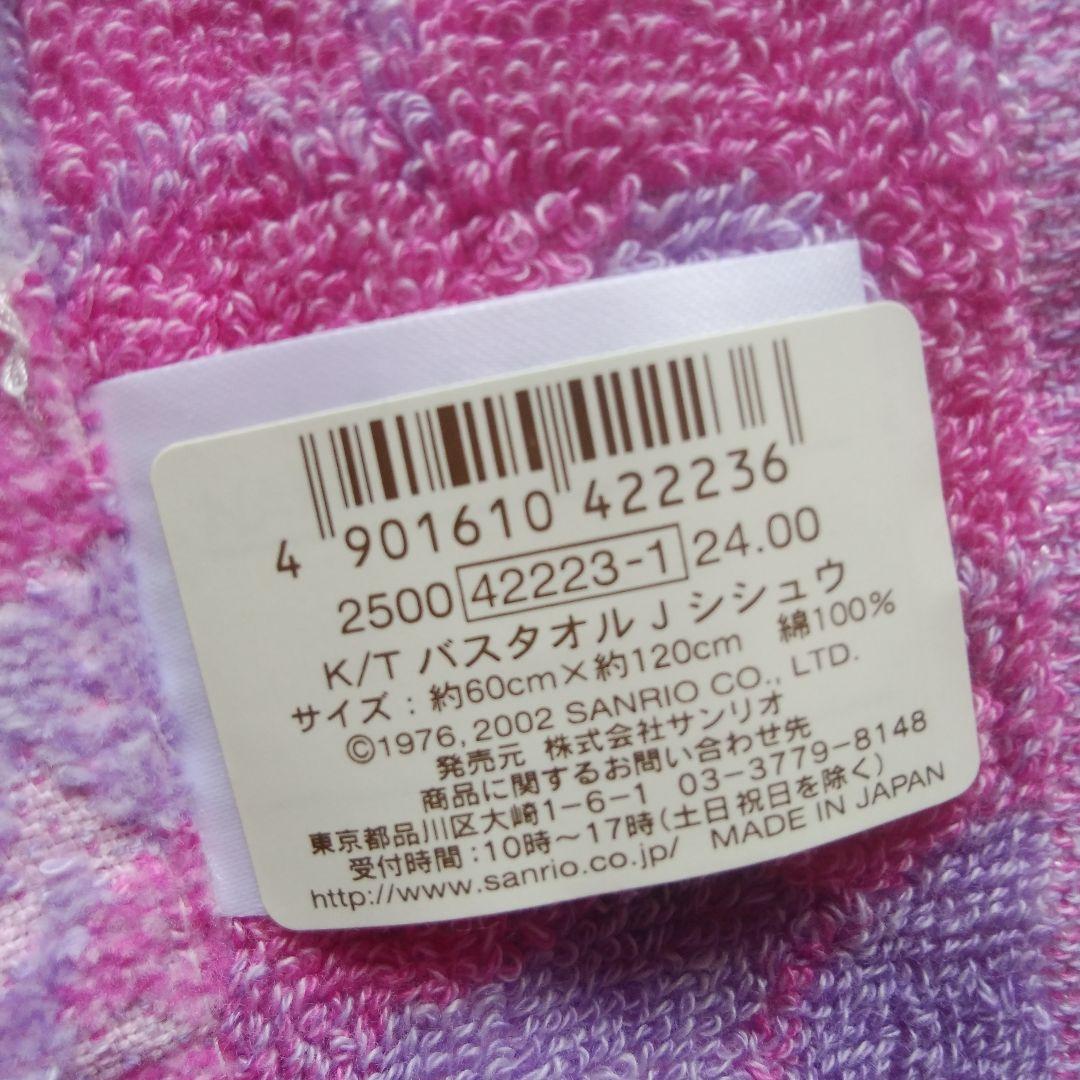 4 901610 422236
2500 42223-1 24.00
K/T バスタオル J シシュウ
サイズ：約60cm×約120cm 綿100%
©1976, 2002 SANRIO CO., LTD.
発売元 株式会社サンリオ
商品に関するお問い合わせ先
東京都品川区大崎1-6-1 03-3779-8148
受付時間：10時～17時（土日祝日を除く）
http://www.sanrio.co.jp/ MADE IN JAPAN